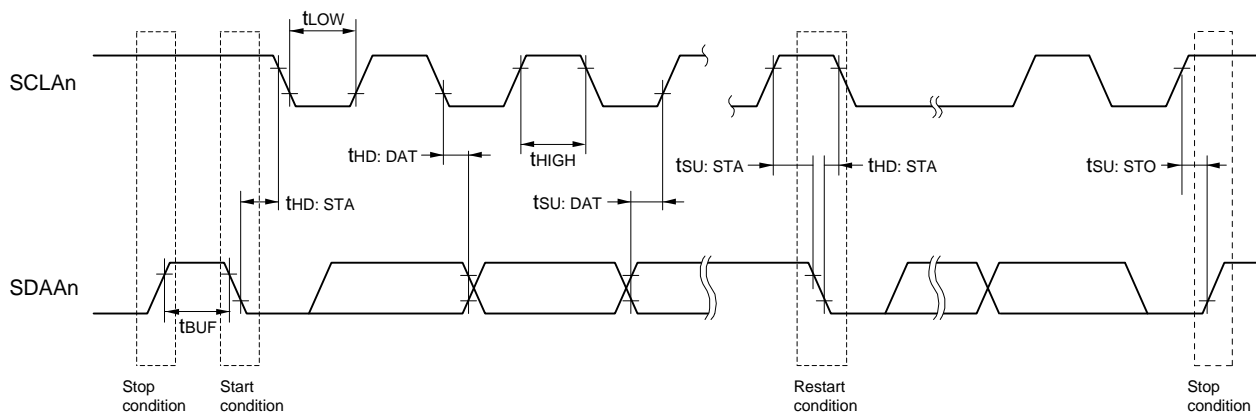 tLOW
SCLAn
tHD: DAT
tHIGH
tSU: STA
tHD: STA
tSU: STO
tHD: STA
tSU: DAT
SDAAn
tBUF
Stop
condition
Start
condition
Restart
condition
Stop
condition